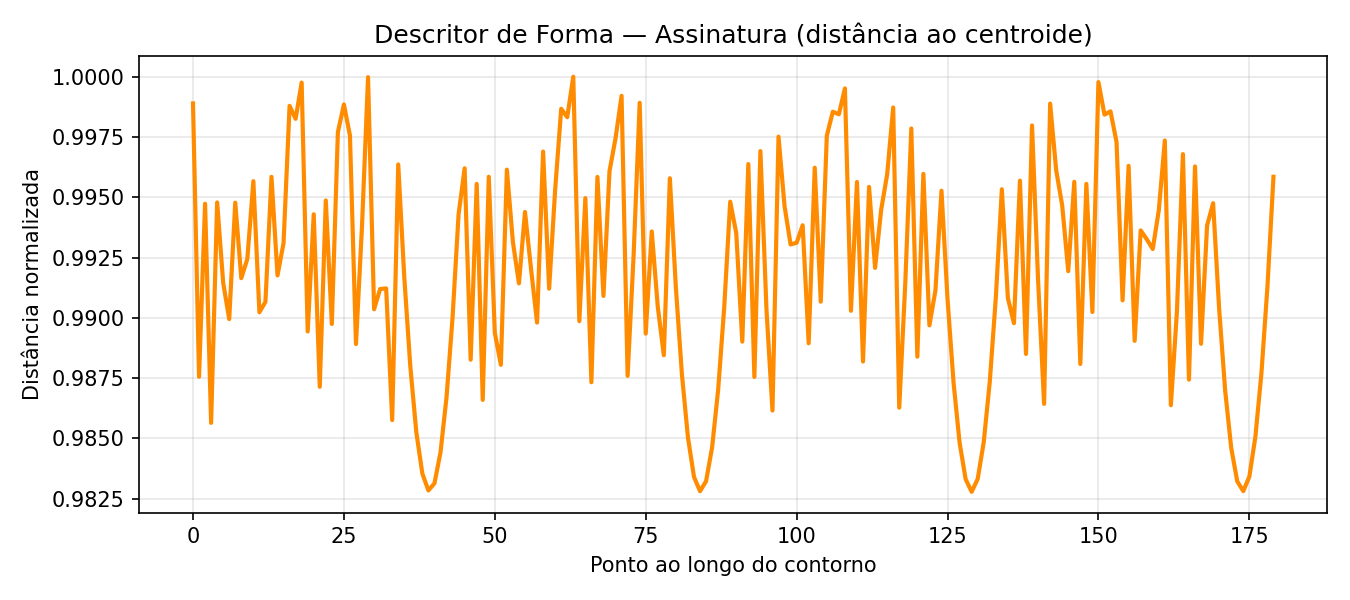 Descritor de Forma — Assinatura (distância ao centroide)
Distância normalizada
1.0000
0.9975
0.9950
0.9925
0.9900
0.9875
0.9850
0.9825
0 25 50 75 100 125 150 175
Ponto ao longo do contorno